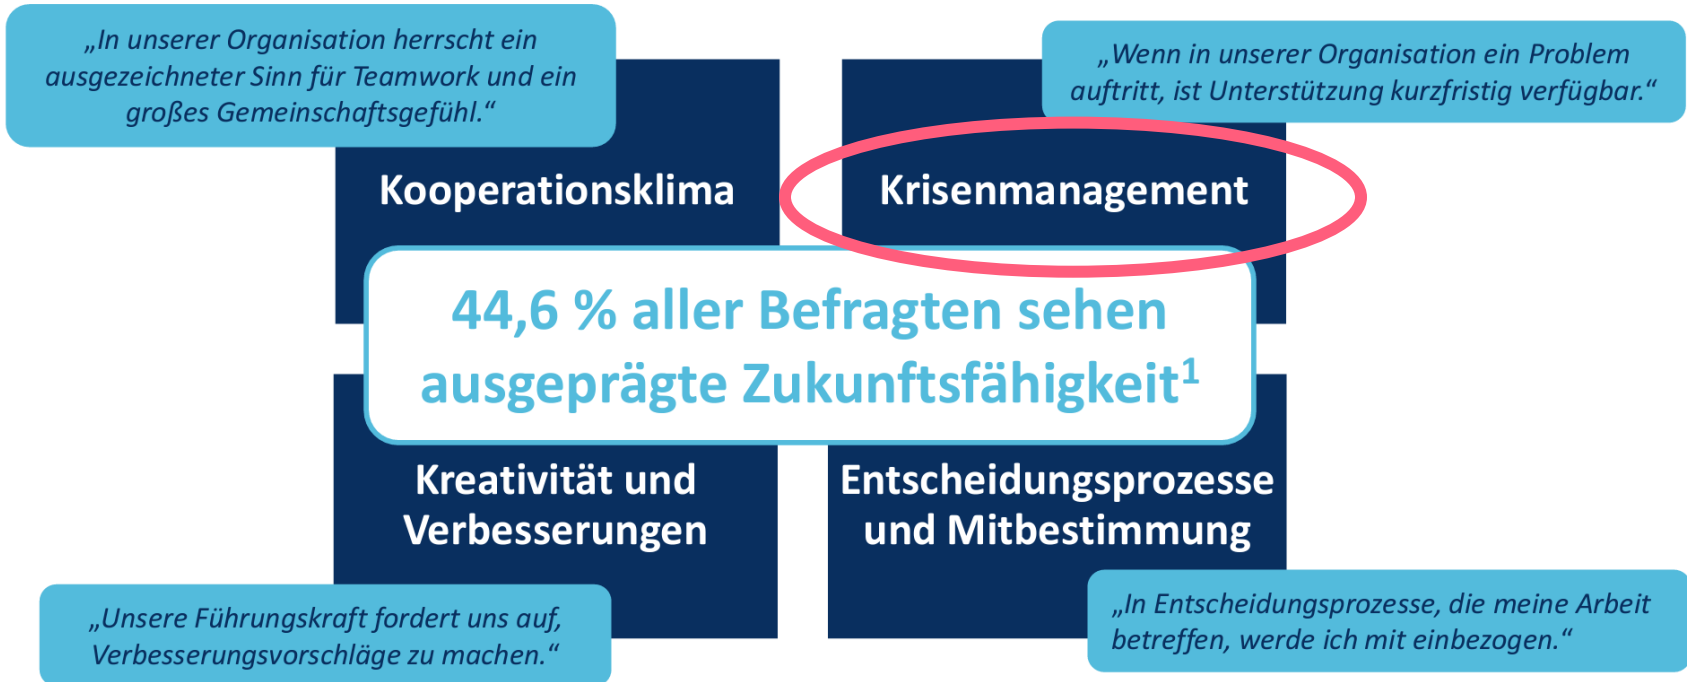 „In unserer Organisation herrscht ein
ausgezeichneter Sinn für Teamwork und ein
großes Gemeinschaftsgefühl.“
„Wenn in unserer Organisation ein Problem
auftritt, ist Unterstützung kurzfristig verfügbar.“
Kooperationsklima
Krisenmanagement
44,6 % aller Befragten sehen
ausgeprägte Zukunftsfähigkeit¹
Kreativität und
Verbesserungen
Entscheidungsprozesse
und Mitbestimmung
„Unsere Führungskraft fordert uns auf,
Verbesserungsvorschläge zu machen.“
„In Entscheidungsprozesse, die meine Arbeit
betreffen, werde ich mit einbezogen.“